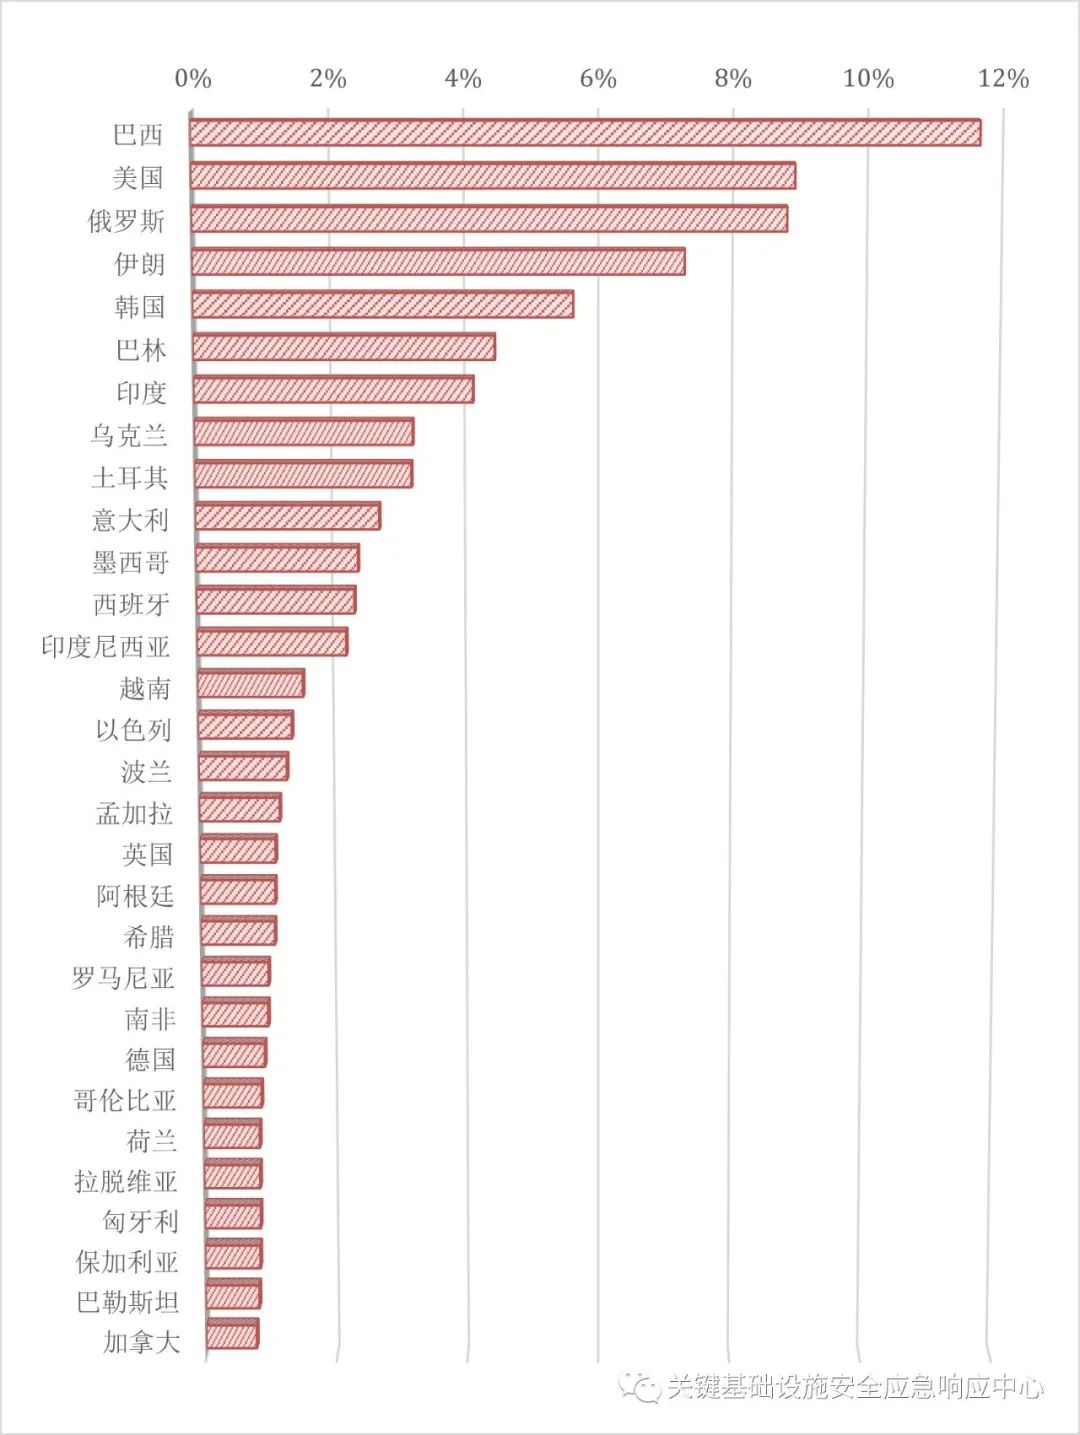 0% 2% 4% 6% 8% 10% 12%
巴西
美国
俄罗斯
伊朗
韩国
巴林
印度
乌克兰
土耳其
意大利
墨西哥
西班牙
印度尼西亚
越南
以色列
波兰
孟加拉
英国
阿根廷
希腊
罗马尼亚
南非
德国
哥伦比亚
荷兰
拉脱维亚
匈牙利
保加利亚
巴勒斯坦
加拿大
关键基础设施安全应急响应中心